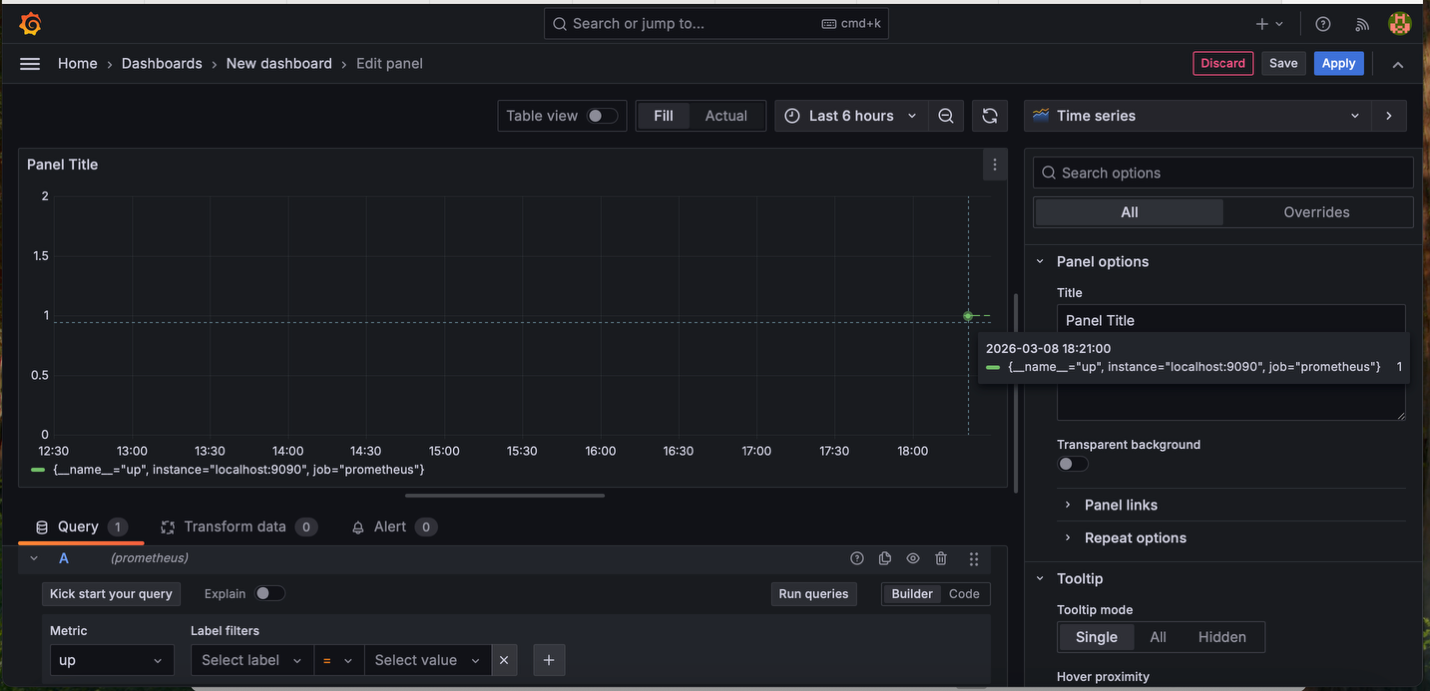 Search or jump to... cmd+k
Home › Dashboards › New dashboard › Edit panel Discard Save Apply
Table view Fill Actual Last 6 hours Time series
Panel Title
2
1.5
1
0.5
0
12:30 13:00 13:30 14:00 14:30 15:00 15:30 16:00 16:30 17:00 17:30 18:00
{__name__="up", instance="localhost:9090", job="prometheus"}
2026-03-08 18:21:00
{__name__="up", instance="localhost:9090", job="prometheus"} 1
Search options
All Overrides
Panel options
Title
Panel Title
Transparent background
Panel links
Repeat options
Tooltip
Tooltip mode
Single All Hidden
Hover proximity
Query 1 Transform data 0 Alert 0
A (prometheus)
Kick start your query Explain Run queries Builder Code
Metric Label filters
up Select label = Select value